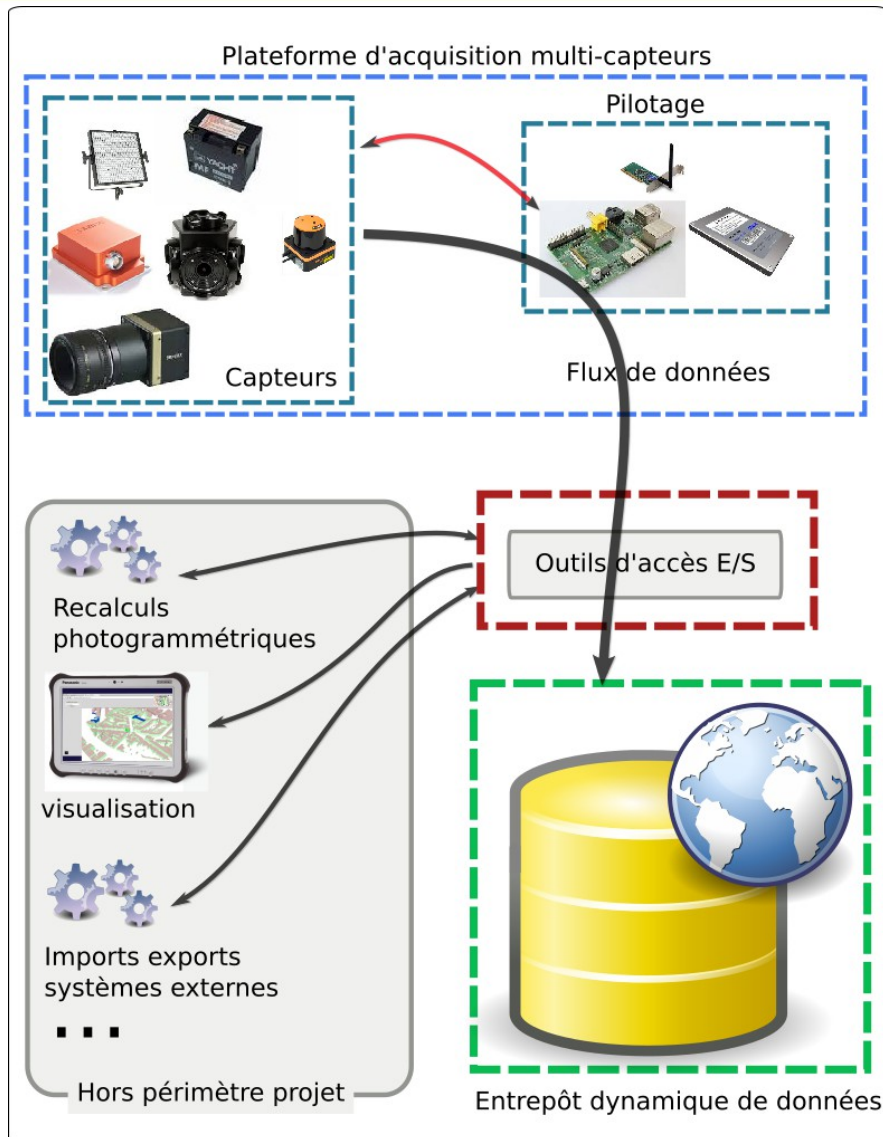 Plateforme d'acquisition multi-capteurs
Pilotage
YACHT
Capteurs
Flux de données
Outils d'accès E/S
Recalculs
photogrammétriques
visualisation
Imports exports
systèmes externes
...
Hors périmètre projet
Entrepôt dynamique de données